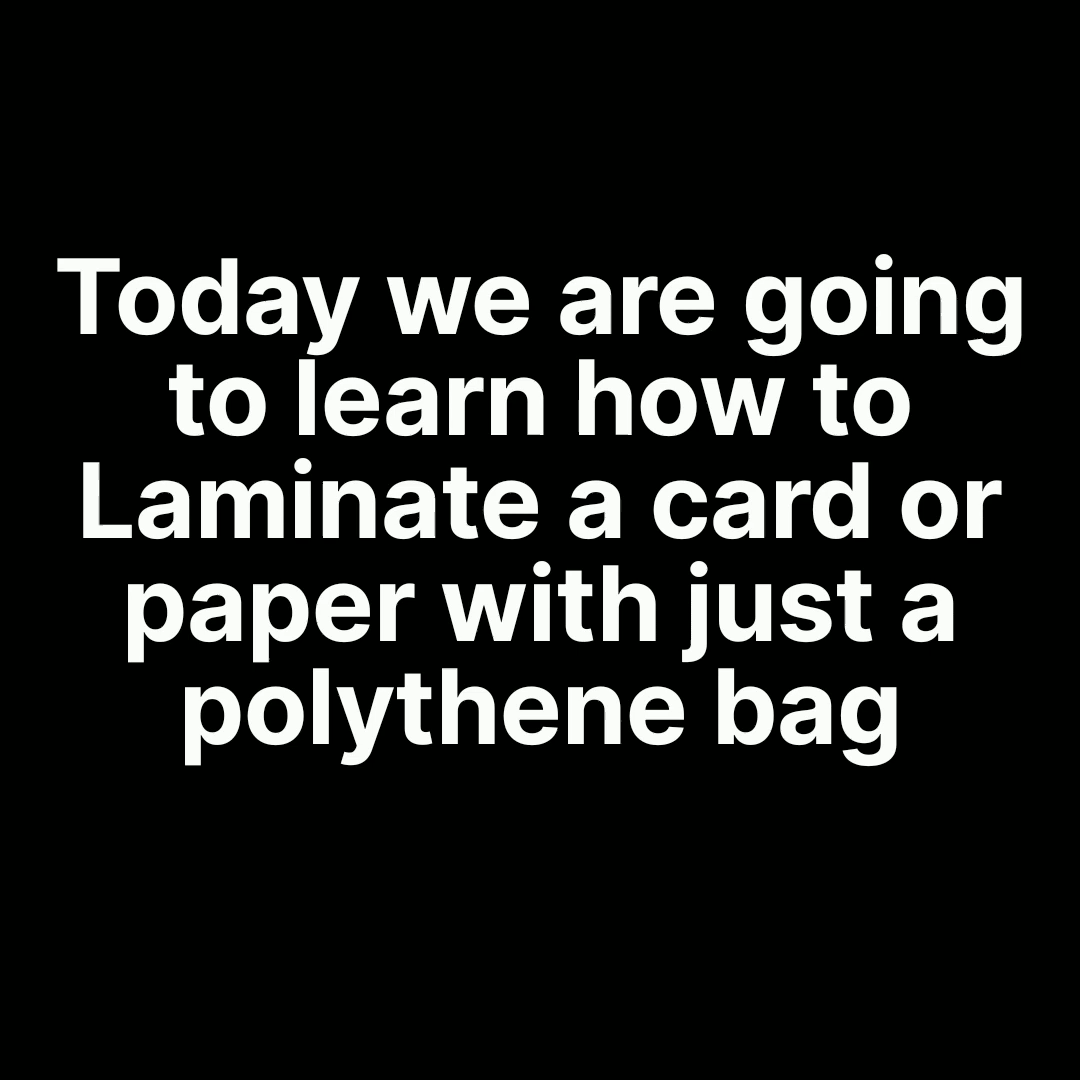 Today we are going
to learn how to
Laminate a card or
paper with just a
polythene bag